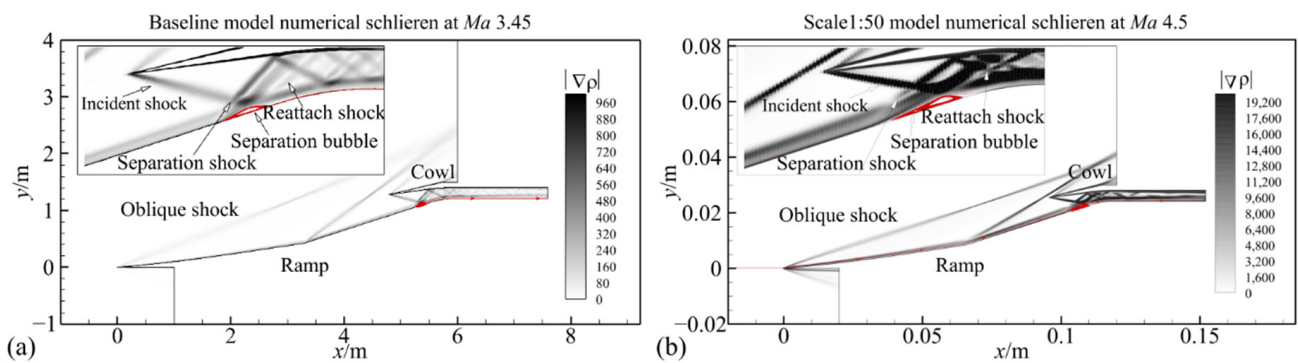 Baseline model numerical schlieren at Ma 3.45
4
3
2
1
0
−1
y/m
0
2
4
6
8
x/m
Incident shock
Reattach shock
Separation bubble
Separation shock
Cowl
Oblique shock
Ramp
|∇ρ|
960
880
800
720
640
560
480
400
320
240
160
80
0
(a)
Scale1:50 model numerical schlieren at Ma 4.5
0.08
0.06
0.04
0.02
0
−0.02
y/m
0
0.05
0.1
0.15
x/m
Incident shock
Reattach shock
Separation bubble
Separation shock
Cowl
Oblique shock
Ramp
|∇ρ|
19,200
17,600
16,000
14,400
12,800
11,200
9,600
8,000
6,400
4,800
3,200
1,600
0
(b)